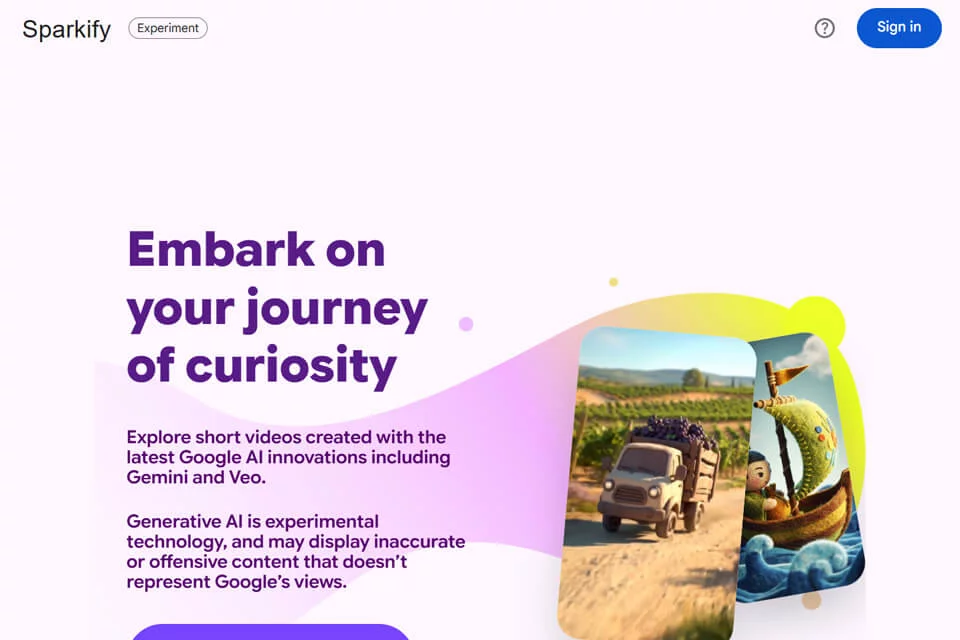 Sparkify
Experiment
Sign in
Embark on
your journey
of curiosity
Explore short videos created with the
latest Google AI innovations including
Gemini and Veo.
Generative AI is experimental
technology, and may display inaccurate
or offensive content that doesn’t
represent Google’s views.